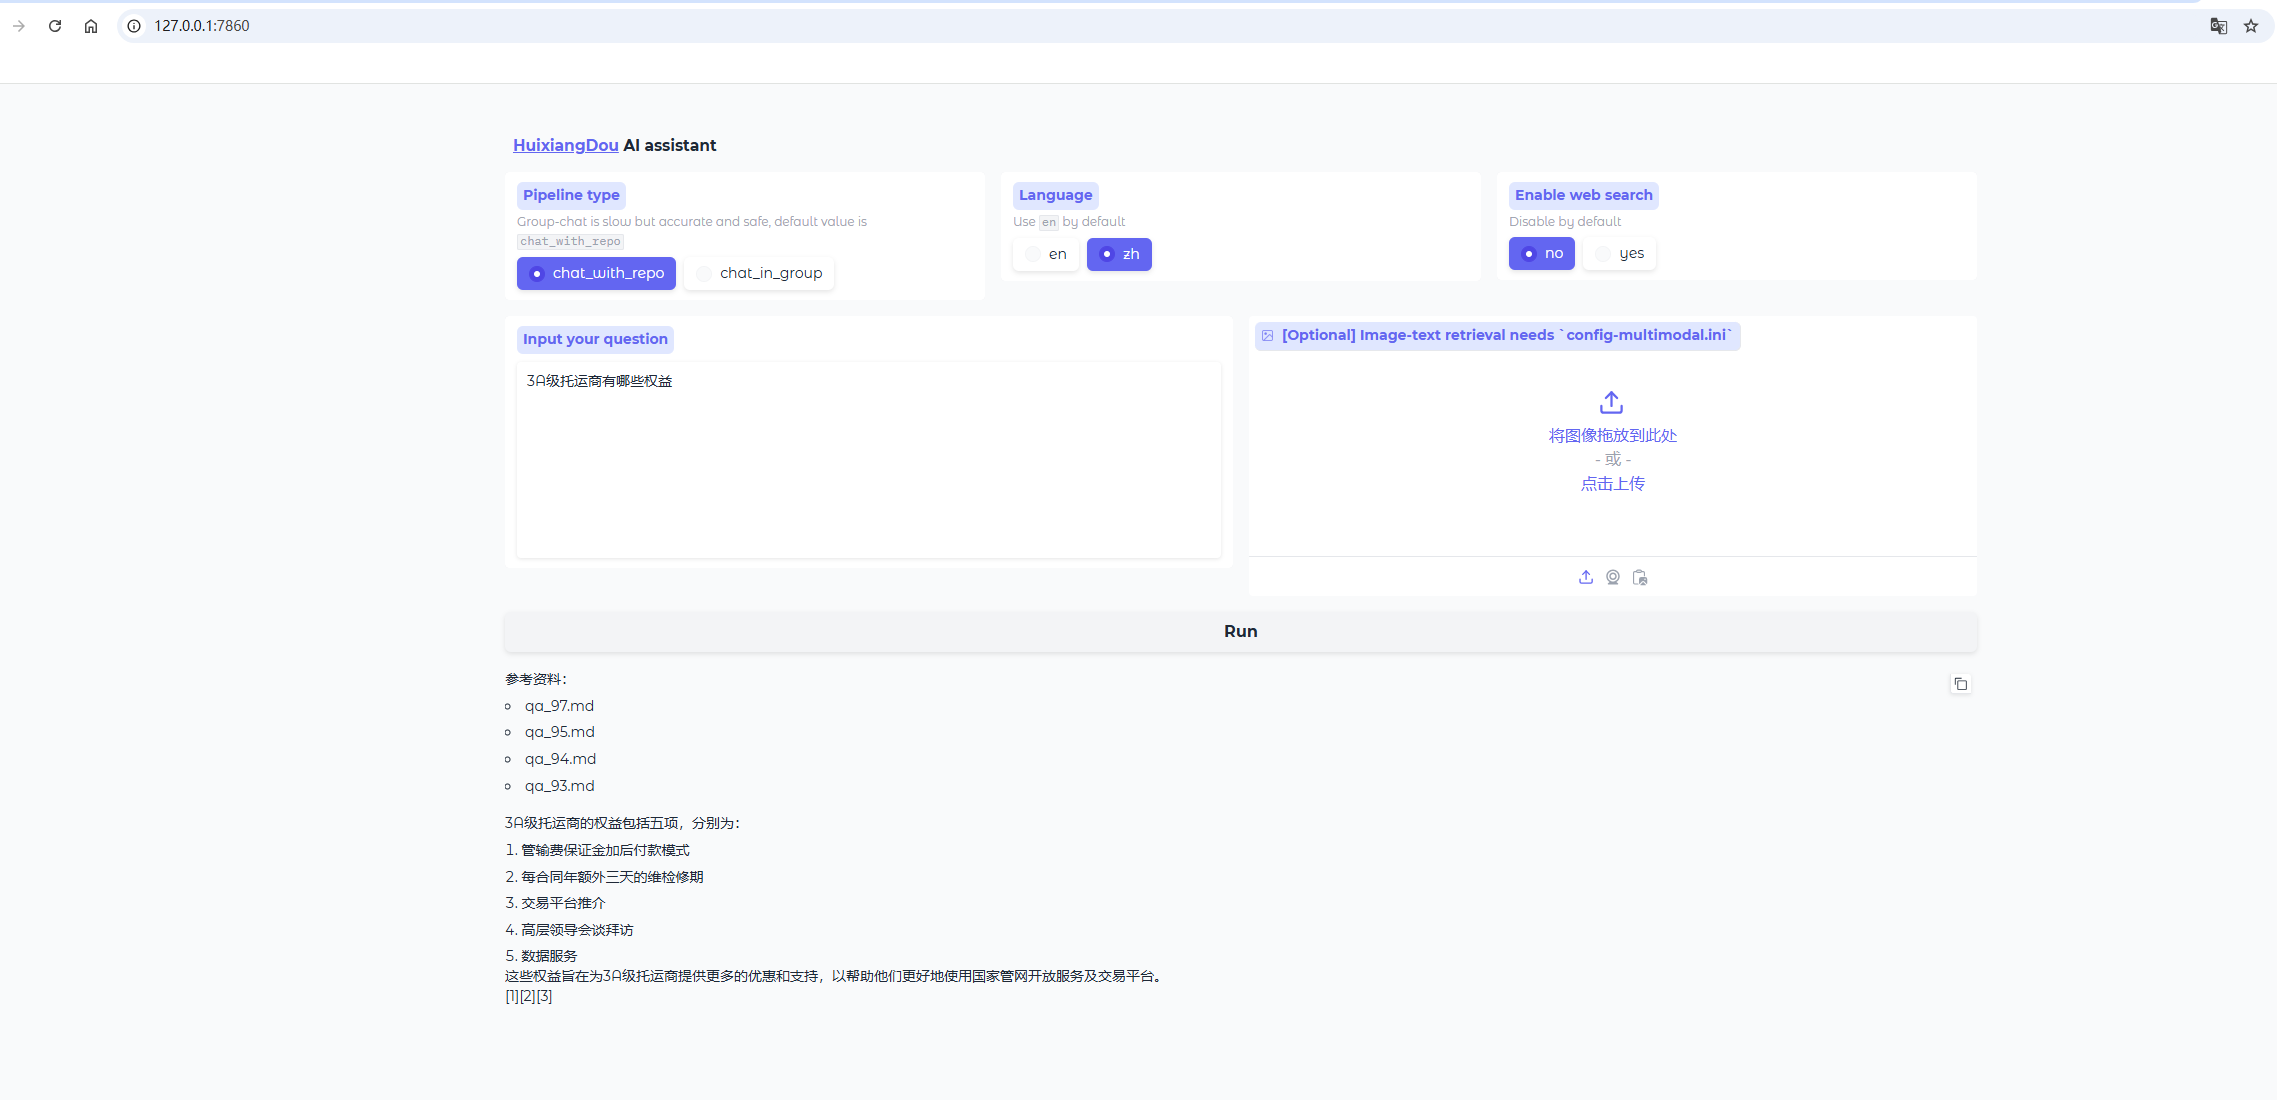 127.0.0.1:7860
HuixiangDou AI assistant
Pipeline type
Group-chat is slow but accurate and safe, default value is
chat_with_repo
chat_with_repo
chat_in_group
Language
Use en by default
en
zh
Enable web search
Disable by default
no
yes
Input your question
3A级托运商有哪些权益
[Optional] Image-text retrieval needs `config-multimodal.ini`
将图像拖放到此处
- 或 -
点击上传
Run
参考资料：
qa_97.md
qa_95.md
qa_94.md
qa_93.md
3A级托运商的权益包括五项，分别为：
1. 管输费保证金加后付款模式
2. 每合同年额外三天的维检修期
3. 交易平台推介
4. 高层领导会谈拜访
5. 数据服务
这些权益旨在为3A级托运商提供更多的优惠和支持，以帮助他们更好地使用国家管网开放服务及交易平台。
[1][2][3]